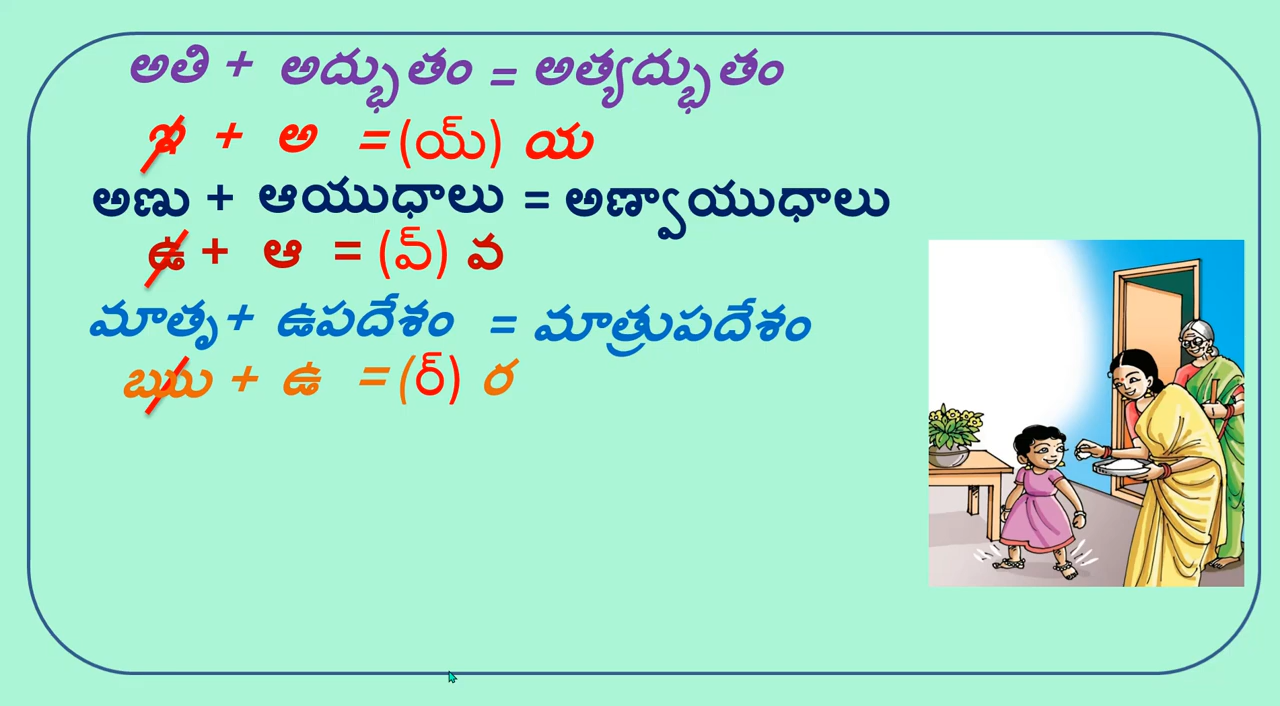 అతి + అద్భుతం = అత్యద్భుతం
ఇ + అ = (య్) య
అణు + ఆయుధాలు = అణ్వాయుధాలు
ఉ + ఆ = (వ్) వ
మాతృ + ఉపదేశం = మాత్రుపదేశం
ఋ + ఉ = (ర్) ర